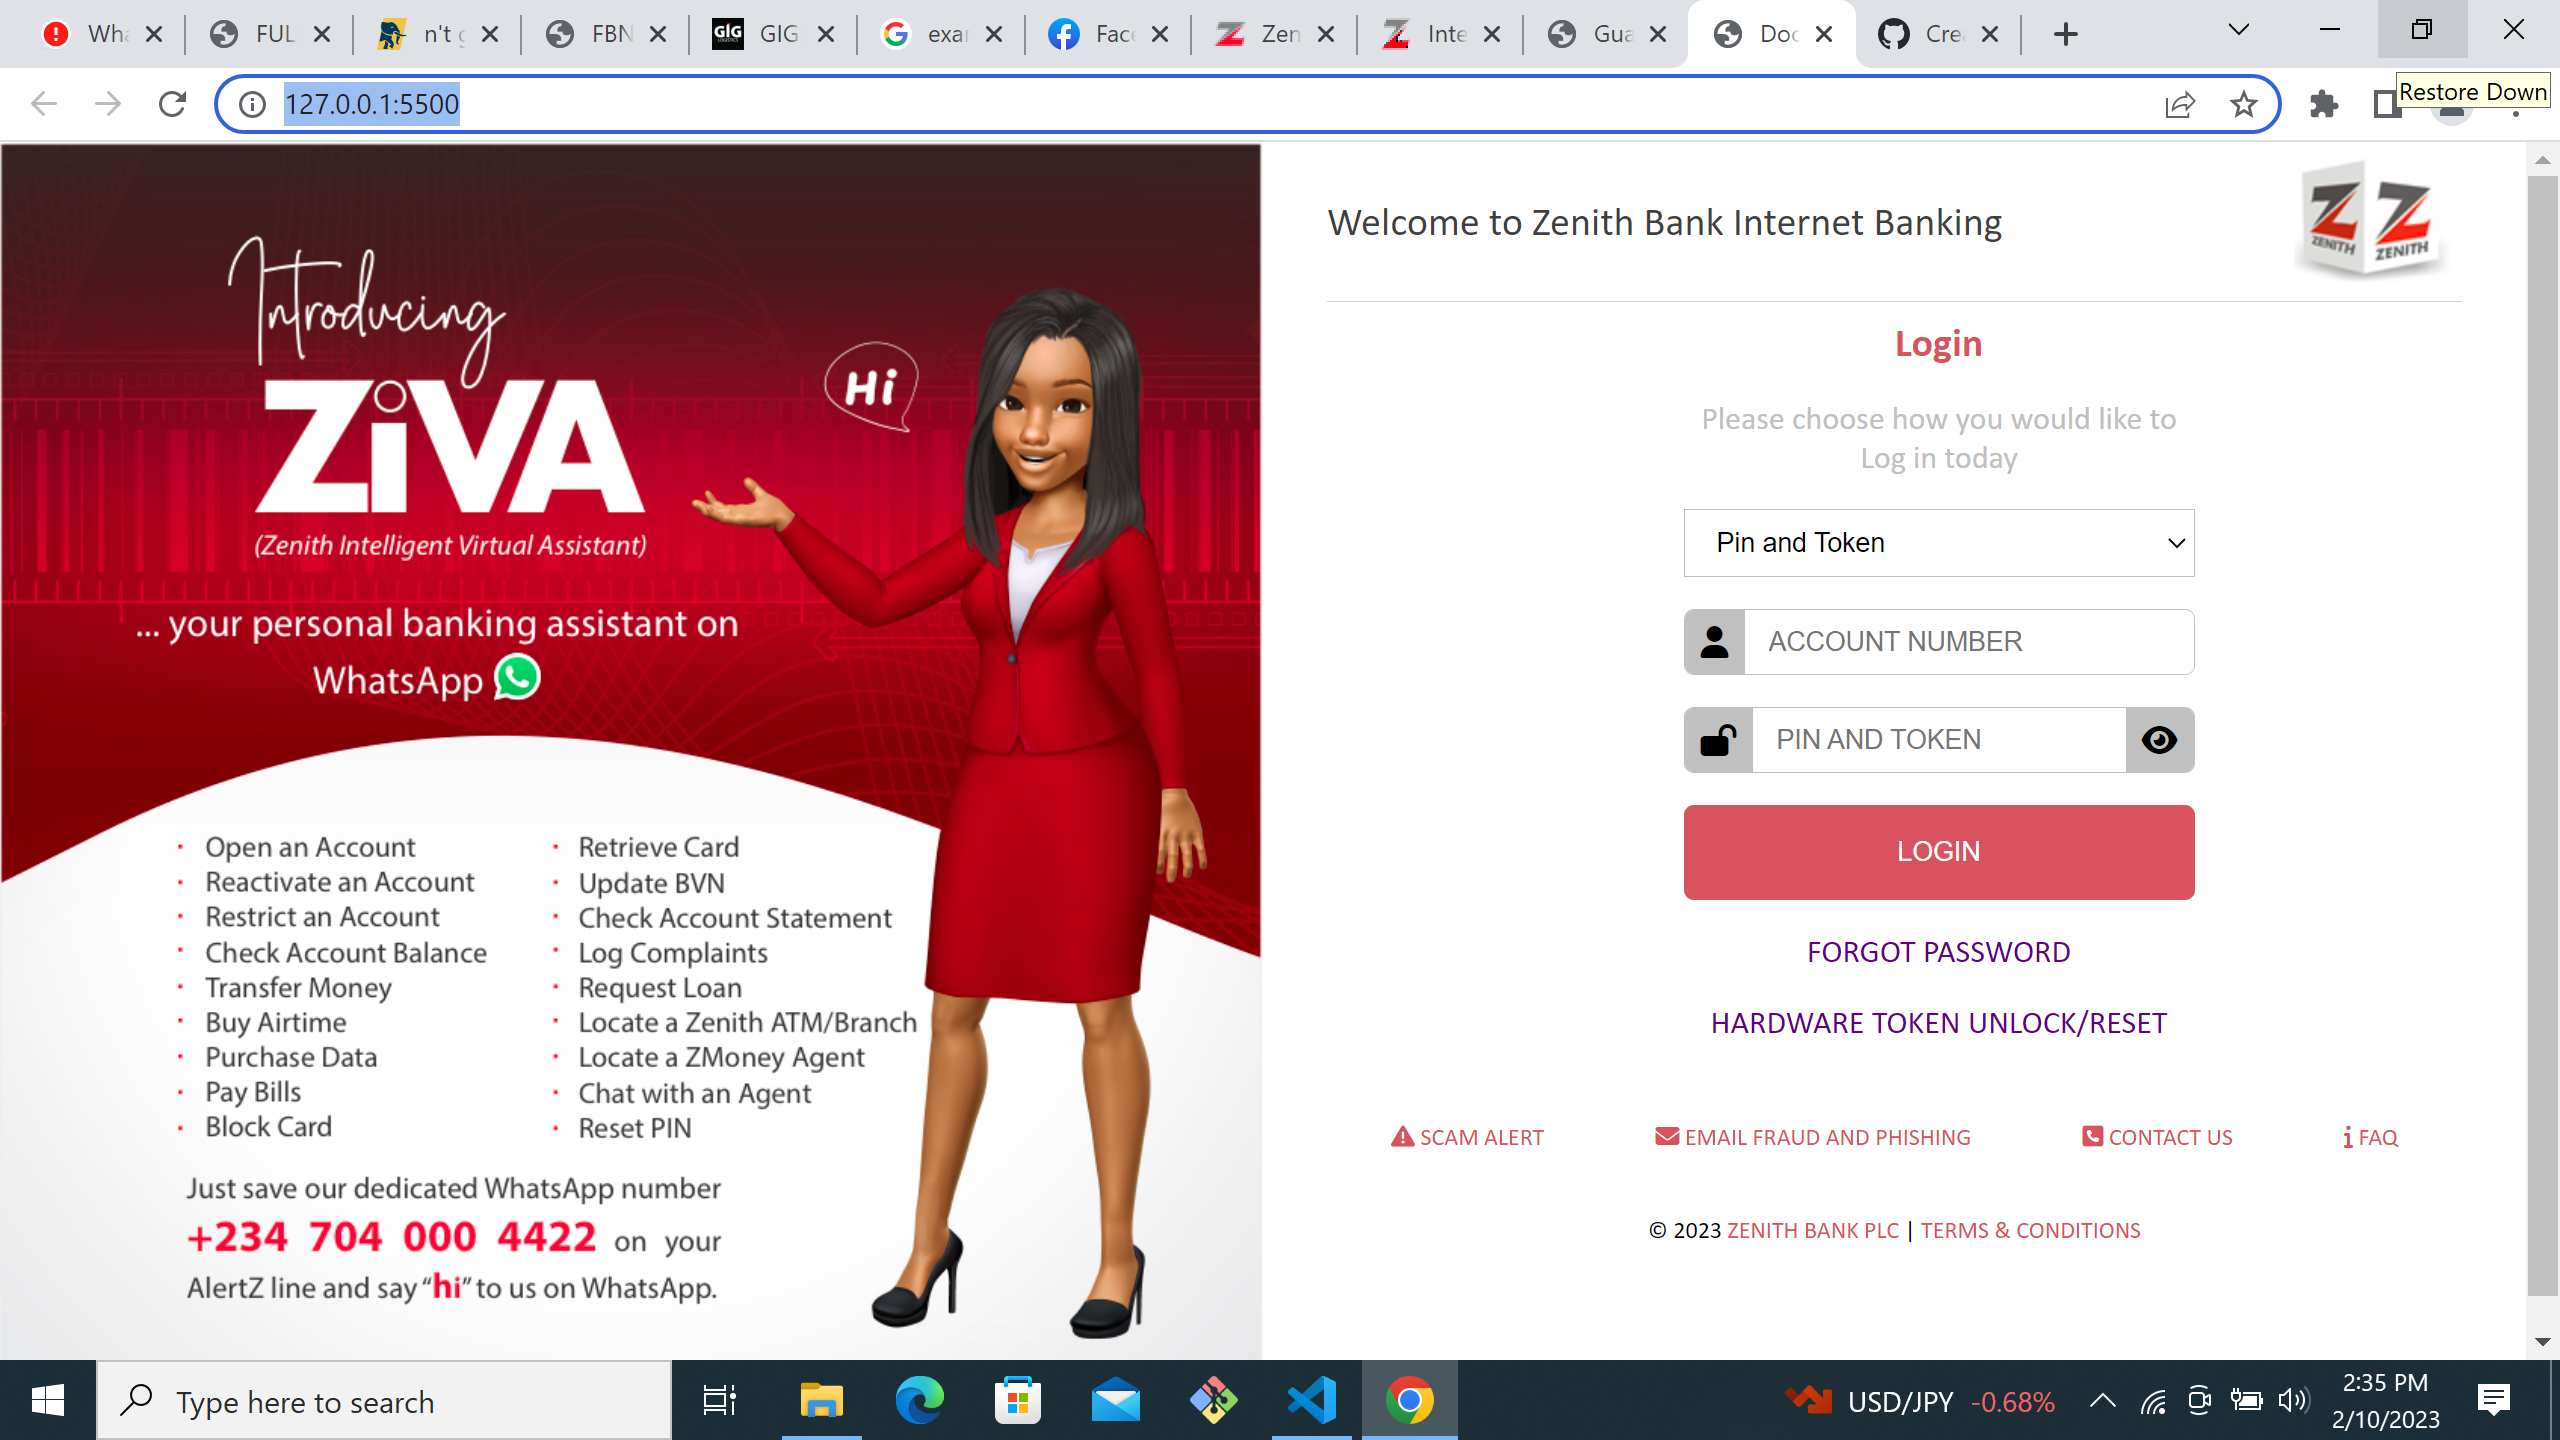 Wha
FUL
n't g
FBN
GIG
exar
Face
Zen
Inte
Gua
Doc
Crea
127.0.0.1:5500
Restore Down
Introducing
ZiVA
(Zenith Intelligent Virtual Assistant)
... your personal banking assistant on
WhatsApp
Hi
· Open an Account
· Reactivate an Account
· Restrict an Account
· Check Account Balance
· Transfer Money
· Buy Airtime
· Purchase Data
· Pay Bills
· Block Card
· Retrieve Card
· Update BVN
· Check Account Statement
· Log Complaints
· Request Loan
· Locate a Zenith ATM/Branch
· Locate a ZMoney Agent
· Chat with an Agent
· Reset PIN
Just save our dedicated WhatsApp number
+234 704 000 4422 on your
AlertZ line and say “hi” to us on WhatsApp.
Welcome to Zenith Bank Internet Banking
ZENITH
ZENITH
Login
Please choose how you would like to
Log in today
Pin and Token
ACCOUNT NUMBER
PIN AND TOKEN
LOGIN
FORGOT PASSWORD
HARDWARE TOKEN UNLOCK/RESET
SCAM ALERT
EMAIL FRAUD AND PHISHING
CONTACT US
FAQ
© 2023 ZENITH BANK PLC | TERMS & CONDITIONS
Type here to search
USD/JPY -0.68%
2:35 PM
2/10/2023